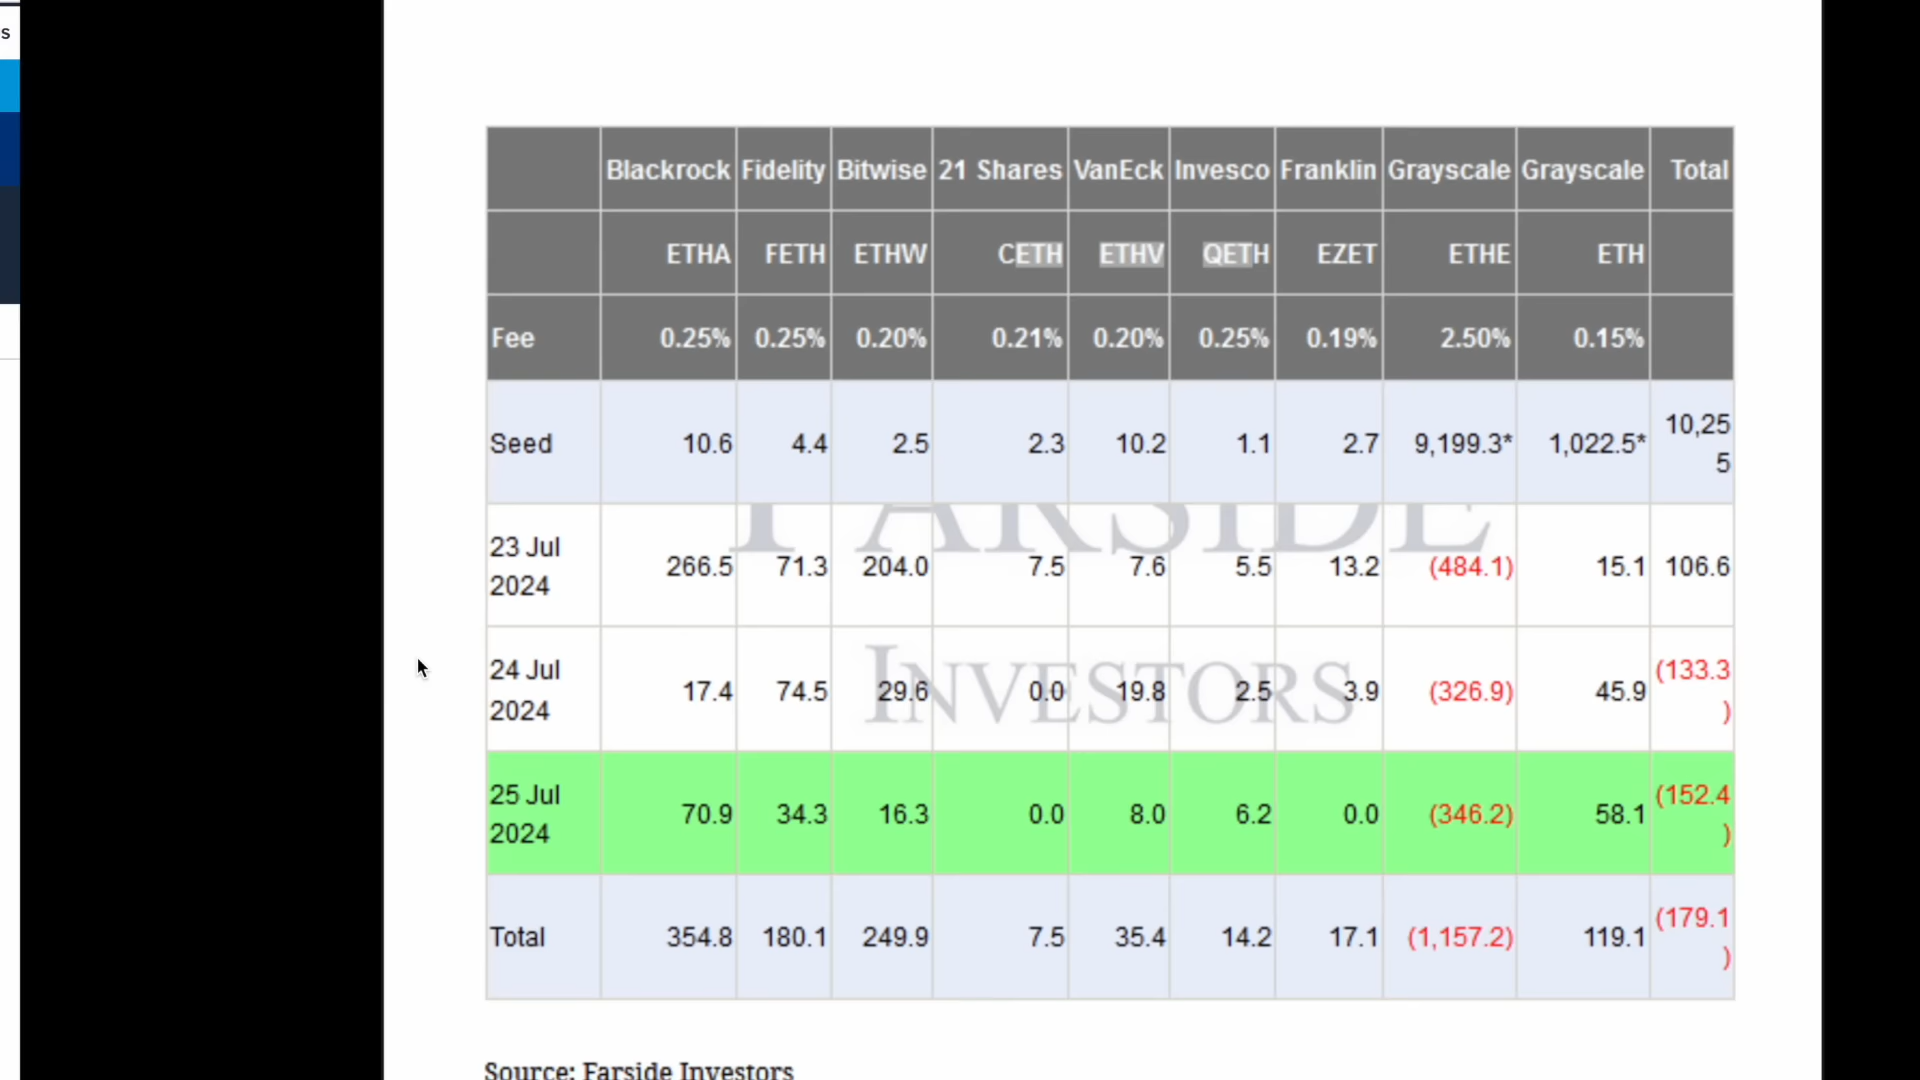 s
Blackrock Fidelity Bitwise 21 Shares VanEck Invesco Franklin Grayscale Grayscale Total
ETHA FETH ETHW CETH ETHV QETH EZET ETHE ETH
Fee 0.25% 0.25% 0.20% 0.21% 0.20% 0.25% 0.19% 2.50% 0.15%
Seed 10.6 4.4 2.5 2.3 10.2 1.1 2.7 9,199.3* 1,022.5* 10,25
5
FARSIDE
23 Jul
2024 266.5 71.3 204.0 7.5 7.6 5.5 13.2 (484.1) 15.1 106.6
INVESTORS
24 Jul
2024 17.4 74.5 29.6 0.0 19.8 2.5 3.9 (326.9) 45.9 (133.3
)
25 Jul
2024 70.9 34.3 16.3 0.0 8.0 6.2 0.0 (346.2) 58.1 (152.4
)
Total 354.8 180.1 249.9 7.5 35.4 14.2 17.1 (1,157.2) 119.1 (179.1
)
Source: Farside Investors